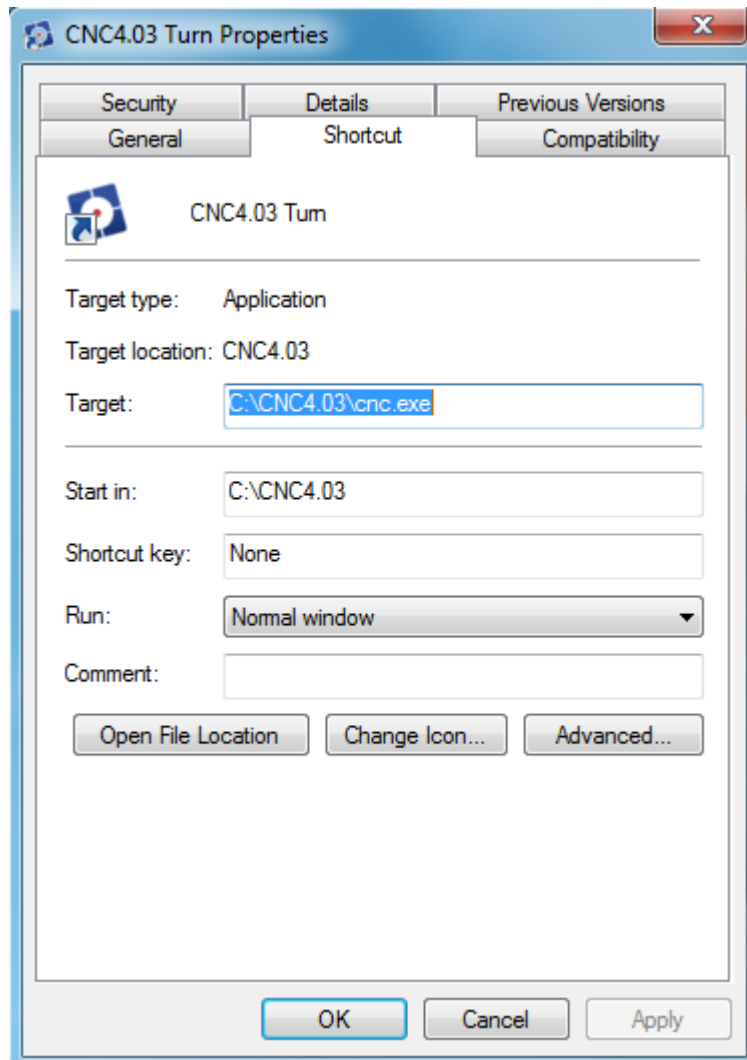 CNC4.03 Turn Properties
X
Security Details Previous Versions
General Shortcut Compatibility
CNC4.03 Turn
Target type: Application
Target location: CNC4.03
Target: C:\CNC4.03\cnc.exe
Start in: C:\CNC4.03
Shortcut key: None
Run: Normal window
Comment:
Open File Location Change Icon... Advanced...
OK Cancel Apply